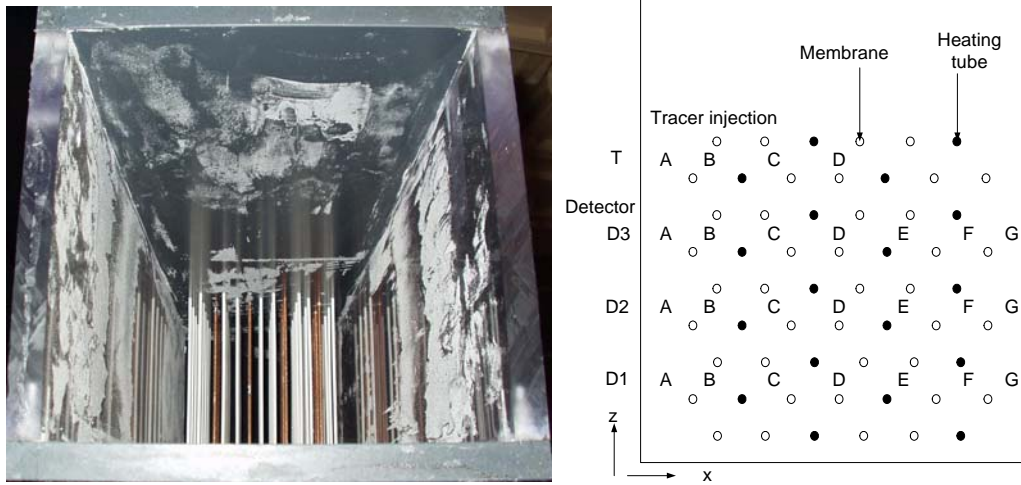 Membrane
Heating
tube
Tracer injection
T A B C D
Detector
D3 A B C D E F G
D2 A B C D E F G
D1 A B C D E F G
z
x